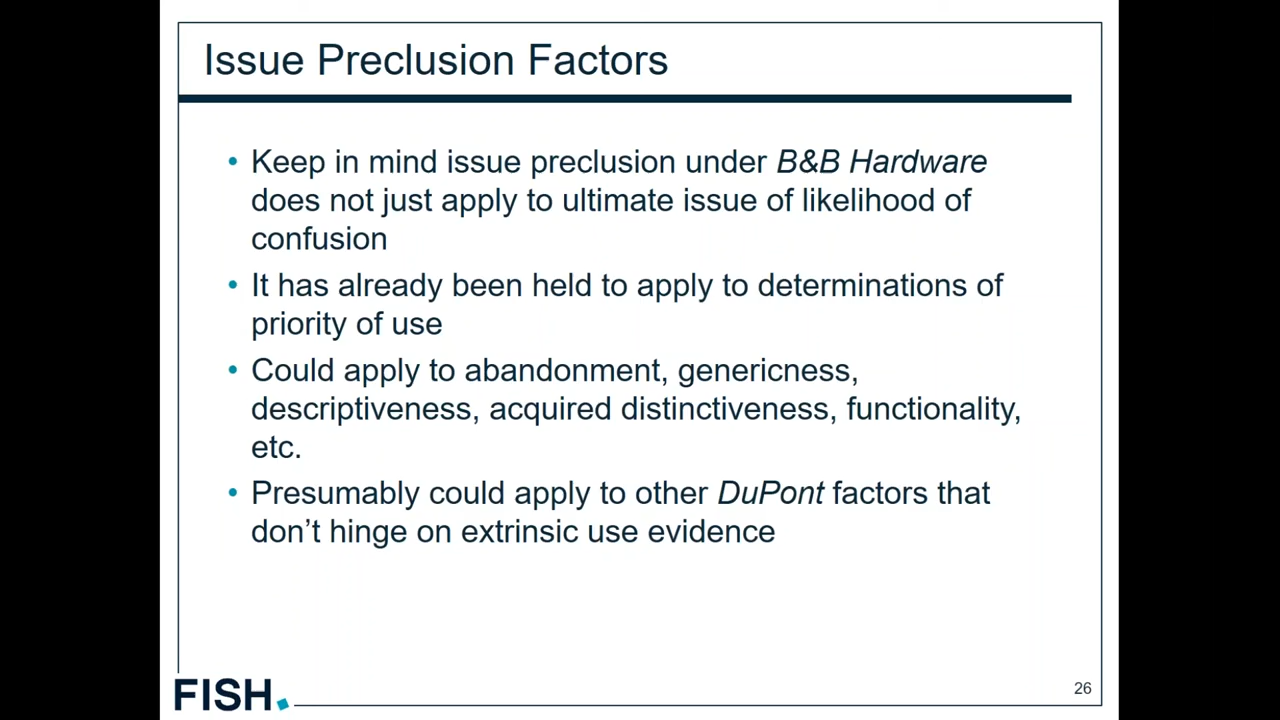 Issue Preclusion Factors
• Keep in mind issue preclusion under B&B Hardware
does not just apply to ultimate issue of likelihood of
confusion
• It has already been held to apply to determinations of
priority of use
• Could apply to abandonment, genericness,
descriptiveness, acquired distinctiveness, functionality,
etc.
• Presumably could apply to other DuPont factors that
don’t hinge on extrinsic use evidence
FISH.
26